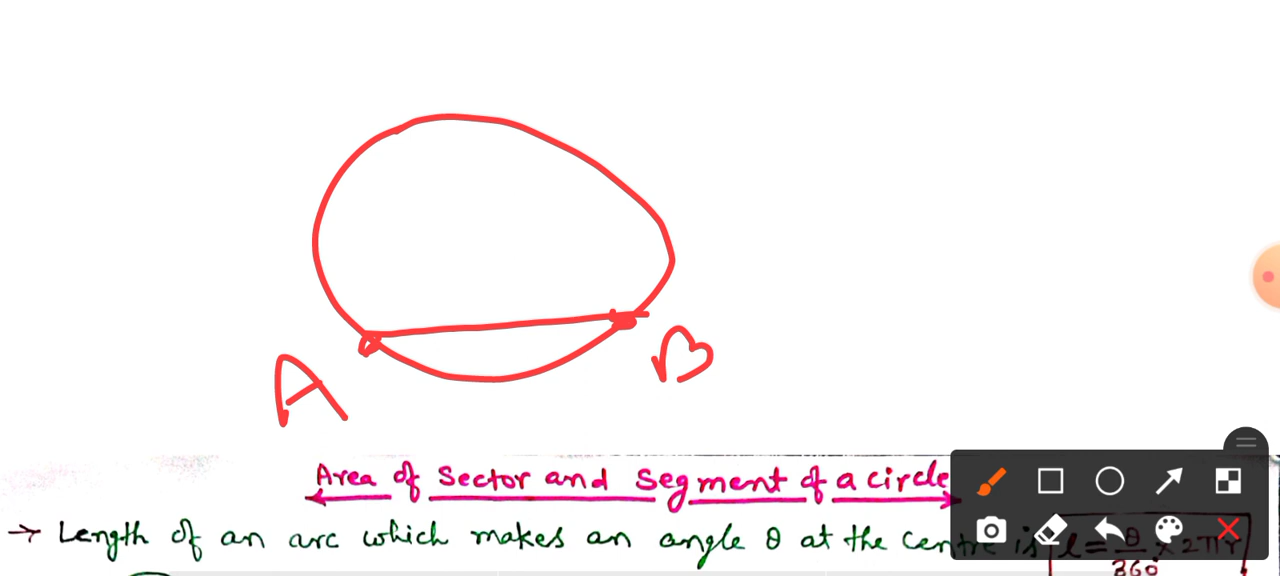 A
B
Area of Sector and Segment of a circle
→ Length of an arc which makes an angle θ at the centre is l = θ/360° × 2πr